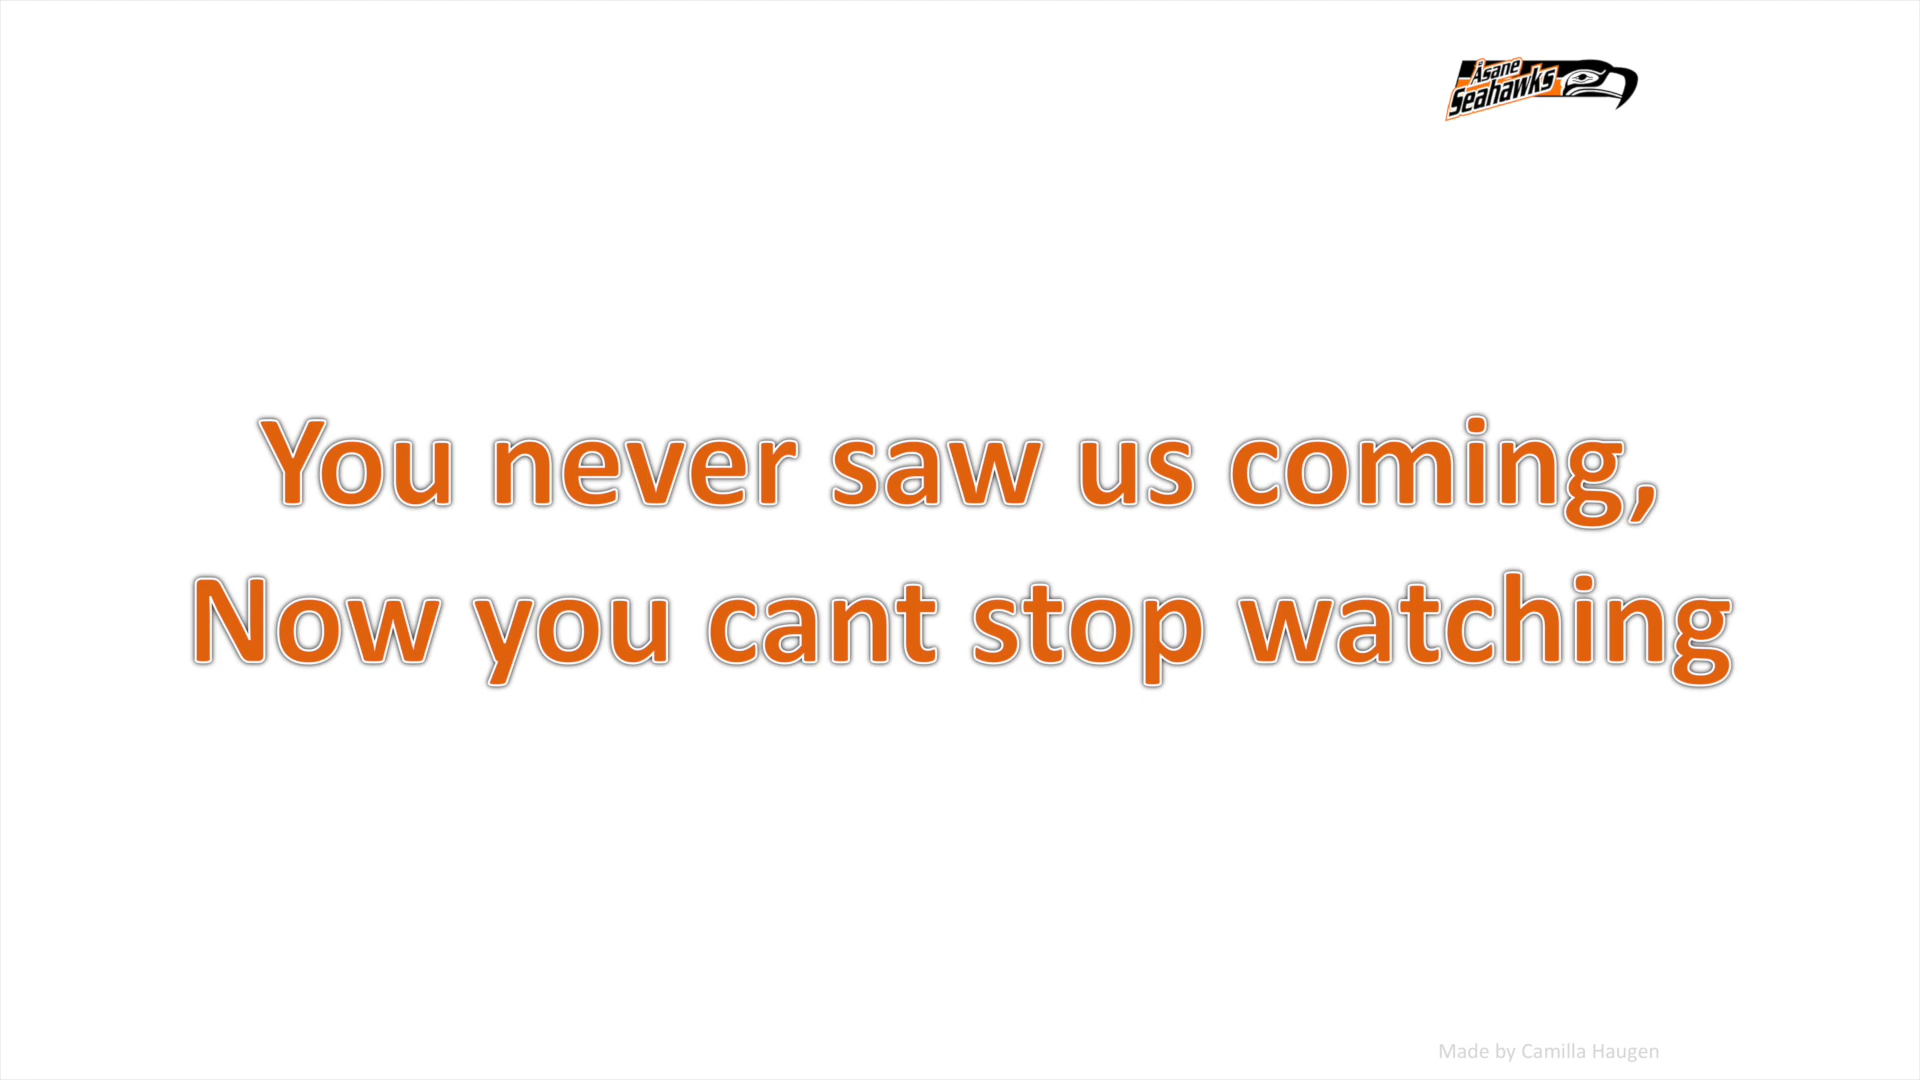 Åsane
Seahawks
You never saw us coming,
Now you cant stop watching
Made by Camilla Haugen